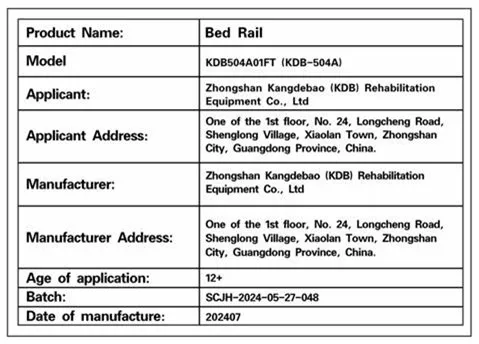 Product Name: Bed Rail
Model KDB504A01FT (KDB-504A)
Applicant: Zhongshan Kangdebao (KDB) Rehabilitation
Equipment Co., Ltd
Applicant Address: One of the 1st floor, No. 24, Longcheng Road,
Shenglong Village, Xiaolan Town, Zhongshan
City, Guangdong Province, China.
Manufacturer: Zhongshan Kangdebao (KDB) Rehabilitation
Equipment Co., Ltd
Manufacturer Address: One of the 1st floor, No. 24, Longcheng Road,
Shenglong Village, Xiaolan Town, Zhongshan
City, Guangdong Province, China.
Age of application: 12+
Batch: SCJH-2024-05-27-048
Date of manufacture: 202407